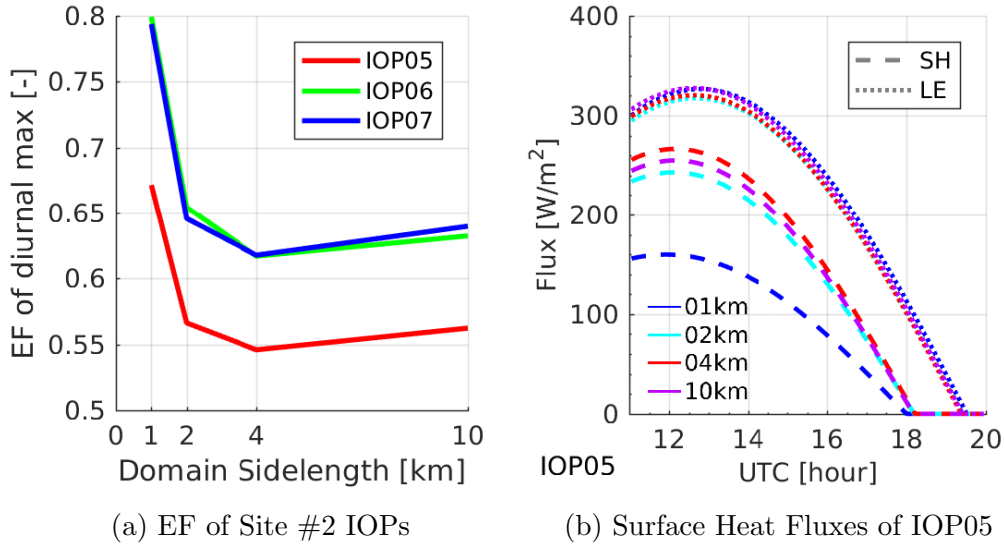 0.8
0.75
0.7
0.65
0.6
0.55
0.5
EF of diurnal max [-]
IOP05
IOP06
IOP07
0 1 2 4 10
Domain Sidelength [km]
(a) EF of Site #2 IOPs
400
300
200
100
0
Flux [W/m²]
SH
LE
01km
02km
04km
10km
12 14 16 18 20
IOP05
UTC [hour]
(b) Surface Heat Fluxes of IOP05